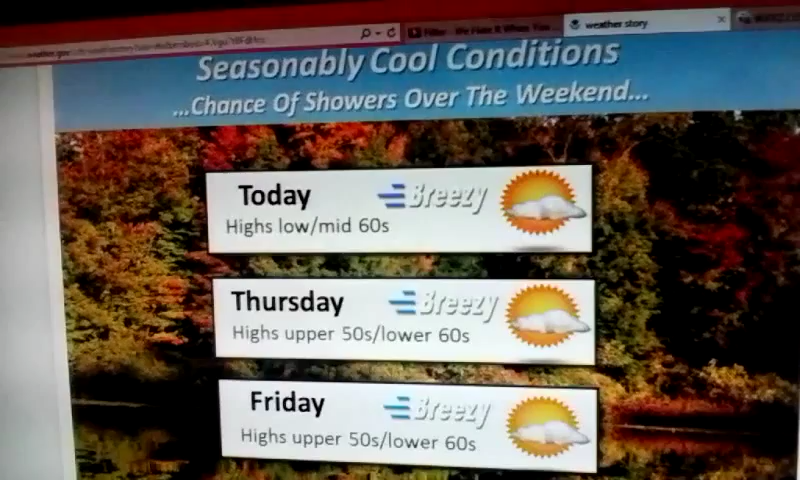 weather story
Seasonably Cool Conditions
...Chance Of Showers Over The Weekend...
Today
Breezy
Highs low/mid 60s
Thursday
Breezy
Highs upper 50s/lower 60s
Friday
Breezy
Highs upper 50s/lower 60s